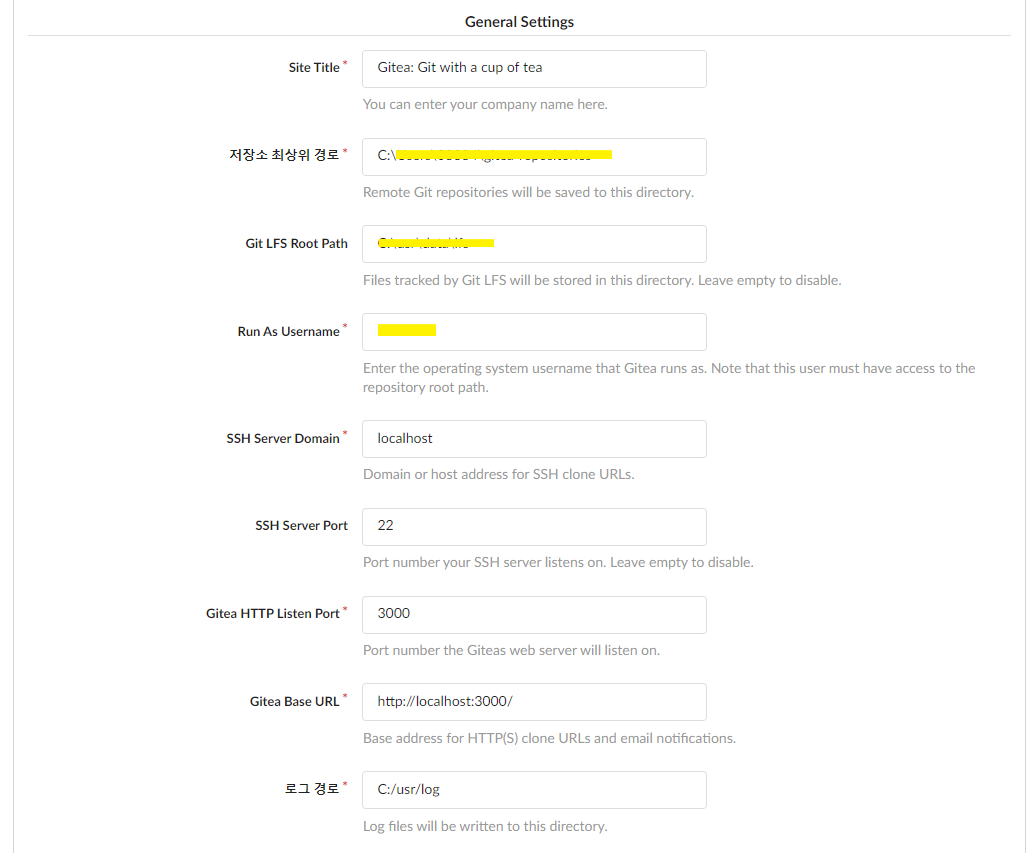 General Settings
Site Title *
Gitea: Git with a cup of tea
You can enter your company name here.
저장소 최상위 경로 *
C:\
Remote Git repositories will be saved to this directory.
Git LFS Root Path
Files tracked by Git LFS will be stored in this directory. Leave empty to disable.
Run As Username *
Enter the operating system username that Gitea runs as. Note that this user must have access to the
repository root path.
SSH Server Domain *
localhost
Domain or host address for SSH clone URLs.
SSH Server Port
22
Port number your SSH server listens on. Leave empty to disable.
Gitea HTTP Listen Port *
3000
Port number the Giteas web server will listen on.
Gitea Base URL *
http://localhost:3000/
Base address for HTTP(S) clone URLs and email notifications.
로그 경로 *
C:/usr/log
Log files will be written to this directory.